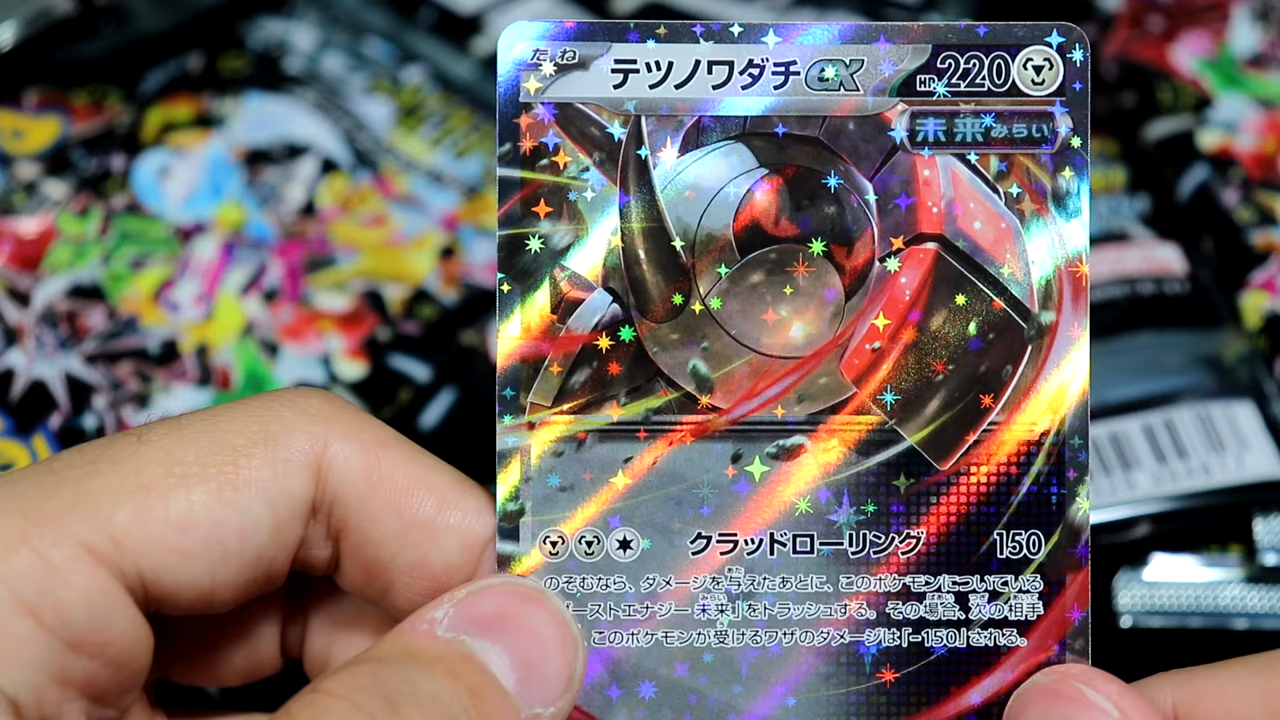 たね テツノワダチex HP220
未来 みらい
クラッドローリング 150
のぞむなら、ダメージを与えたあとに、このポケモンについている
ーストエナジー 未来」をトラッシュする。その場合、次の相手
、このポケモンが受けるワザのダメージは「-150」される。